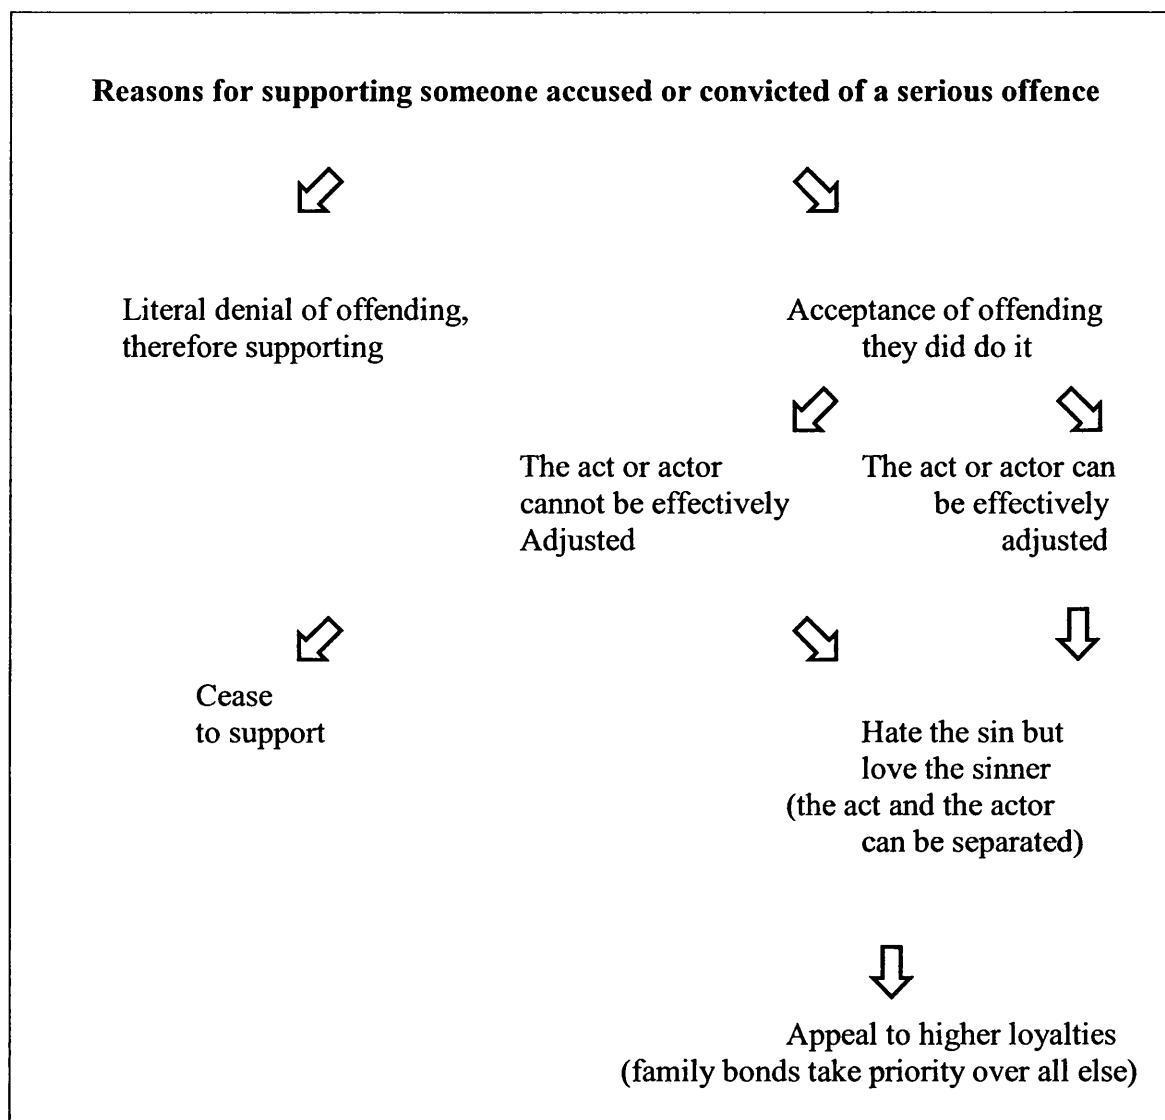 Reasons for supporting someone accused or convicted of a serious offence
Literal denial of offending,
therefore supporting
Acceptance of offending
they did do it
The act or actor
cannot be effectively
Adjusted
The act or actor can
be effectively
adjusted
Cease
to support
Hate the sin but
love the sinner
(the act and the actor
can be separated)
Appeal to higher loyalties
(family bonds take priority over all else)